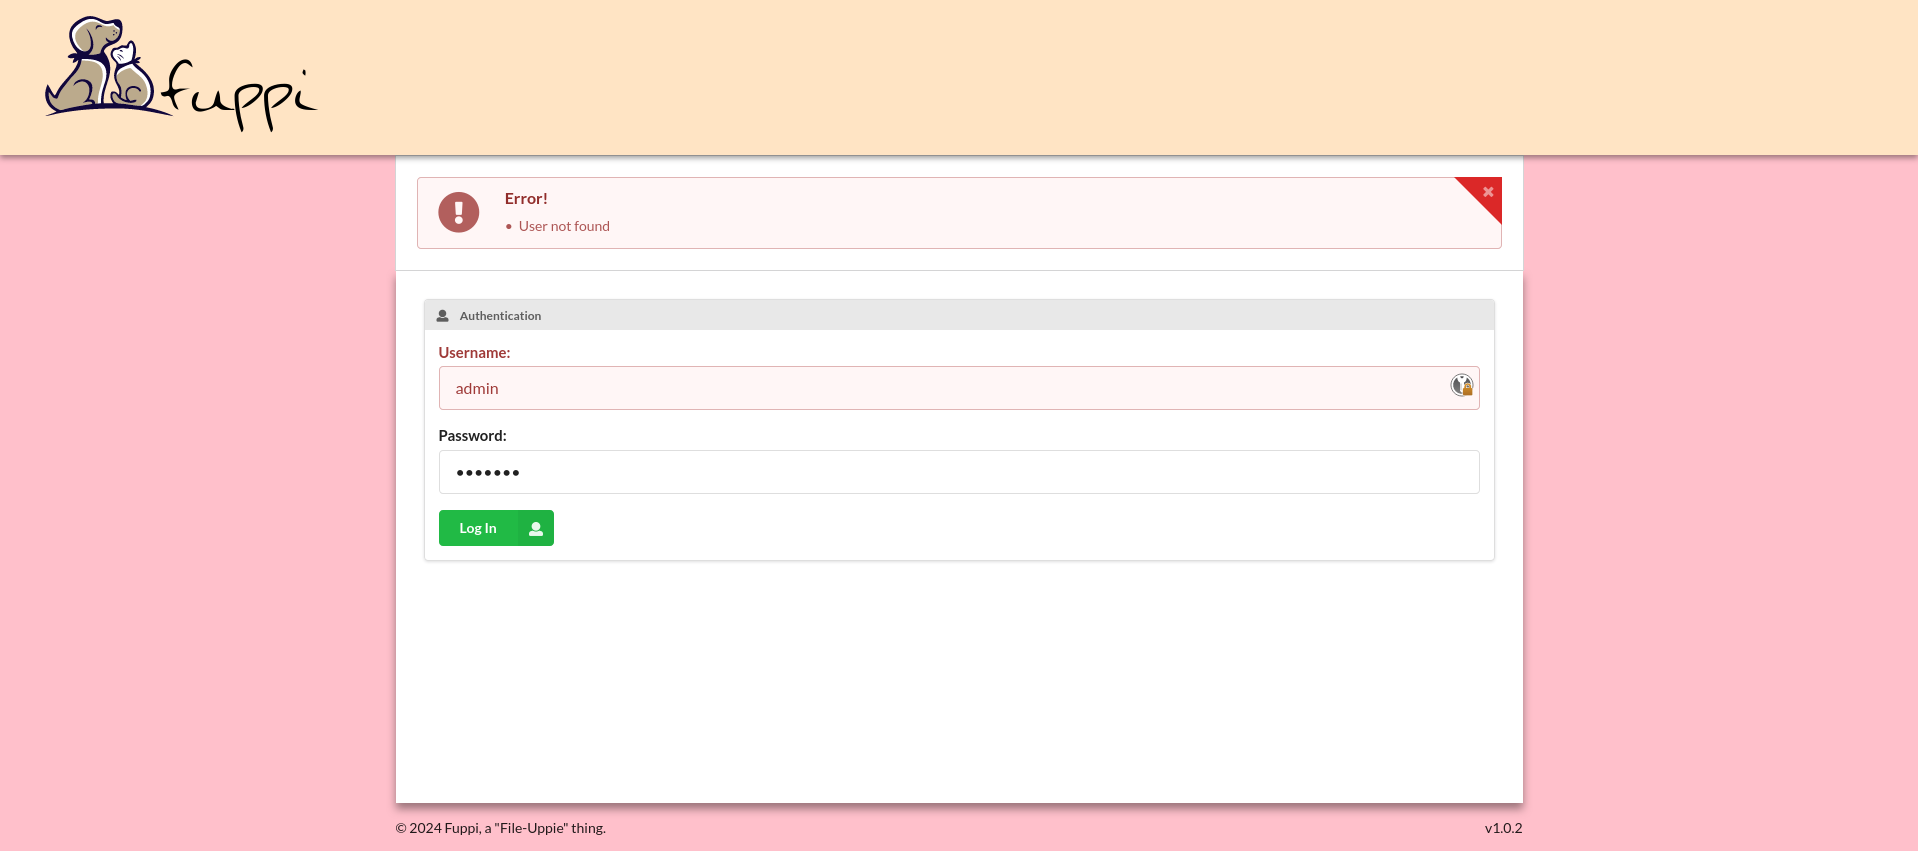 fuppi
Error!
• User not found
Authentication
Username:
admin
Password:
•••••••
Log In
© 2024 Fuppi, a "File-Uppie" thing.
v1.0.2